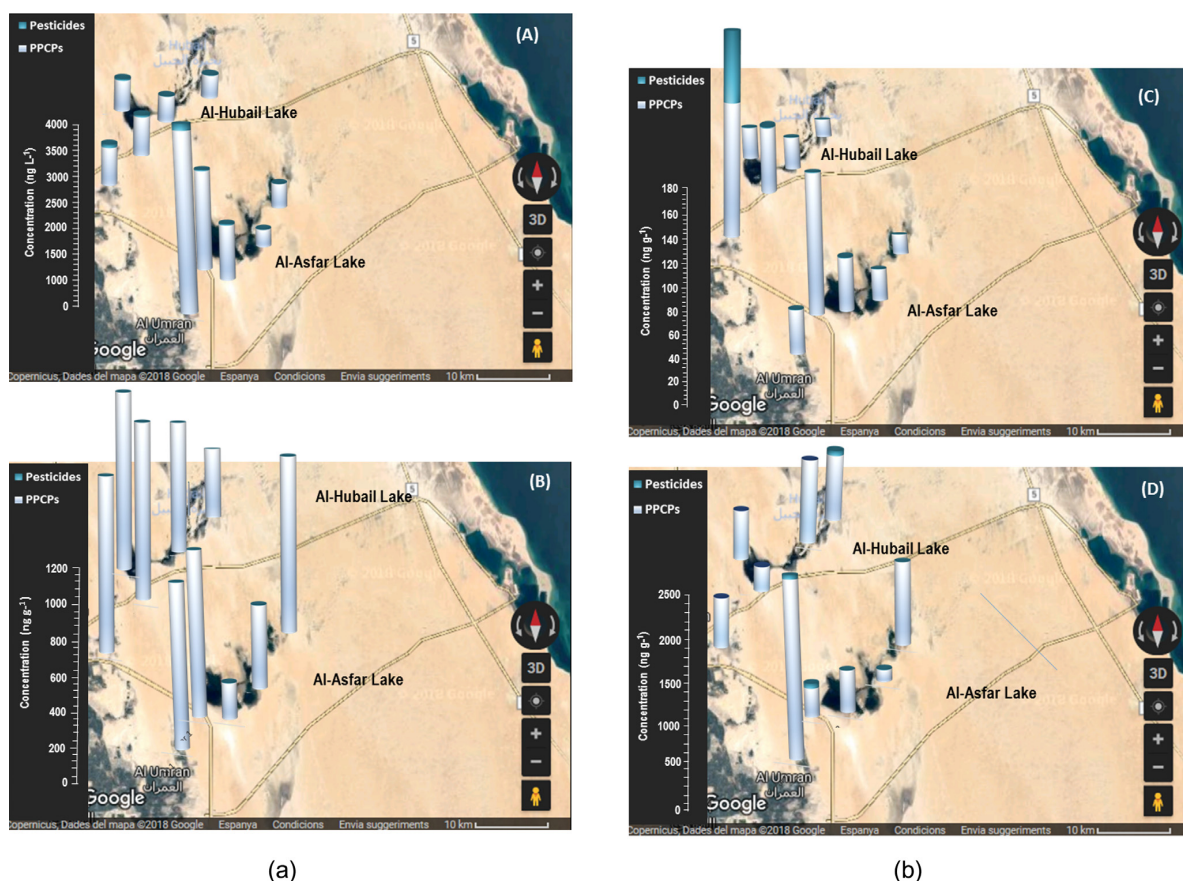 Pesticides
PPCPs
(A)
5
Al-Hubail Lake
Concentration (ng L-1)
4000
3500
3000
2500
2000
1500
1000
0
Al-Asfar Lake
3D
+
−
Al Umran
العمران
Google
Copernicus, Dades del mapa ©2018 Google Espanya Condicions Envia suggeriments 10 km
Pesticides
PPCPs
(B)
5
Al-Hubail Lake
© 2018 Google
Concentration (ng g-1)
1200
1000
800
600
400
200
0
Al-Asfar Lake
3D
+
−
Al Umran
العمران
Google
Copernicus, Dades del mapa ©2018 Google Espanya Condicions Envia suggeriments 10 km
(a)
Pesticides
PPCPs
(C)
5
Al-Hubail Lake
Concentration (ng g-1)
180
160
140
120
100
80
60
40
20
0
Al-Asfar Lake
3D
+
−
Al Umran
العمران
Google
Copernicus, Dades del mapa ©2018 Google Espanya Condicions Envia suggeriments 10 km
Pesticides
PPCPs
(D)
5
Al-Hubail Lake
Concentration (ng g-1)
2500
2000
1500
1000
500
0
Al-Asfar Lake
3D
+
−
Al Umran
العمران
Google
Copernicus, Dades del mapa ©2018 Google Espanya Condicions Envia suggeriments 10 km
(b)